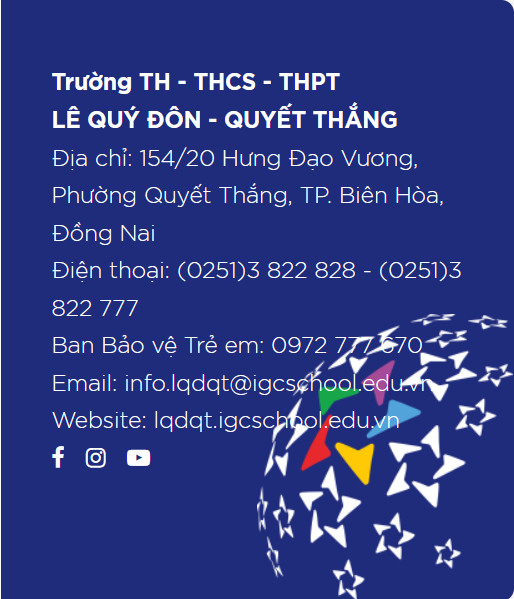 Trường TH - THCS - THPT
LÊ QUÝ ĐÔN - QUYẾT THẮNG
Địa chỉ: 154/20 Hưng Đạo Vương,
Phường Quyết Thắng, TP. Biên Hòa,
Đồng Nai
Điện thoại: (0251)3 822 828 - (0251)3
822 777
Ban Bảo vệ Trẻ em: 0972 777 670
Email: info.lqdqt@igcschool.edu.vn
Website: lqdqt.igcschool.edu.vn